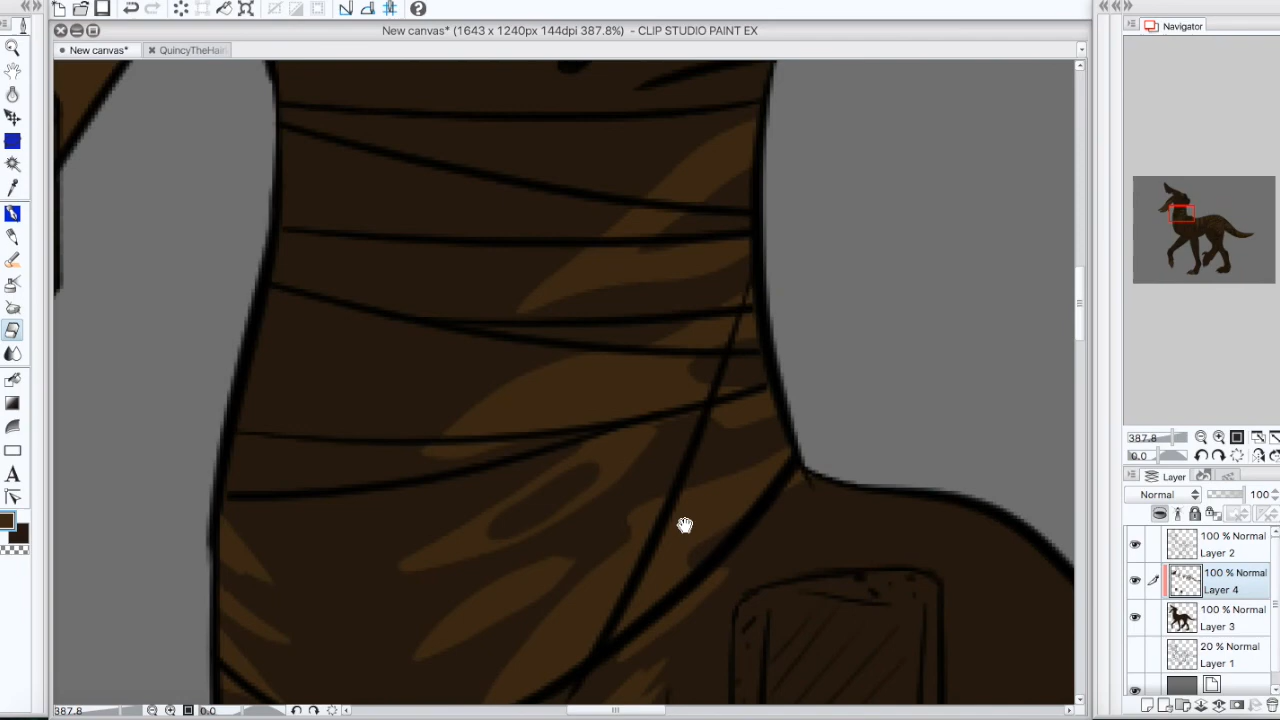 New canvas* (1640 x 1240px 144dpi 387.8%) - CLIP STUDIO PAINT EX
New canvas*
QuincyTheHai
Navigator
387.8
0.0
Layer
Normal
100
100 % Normal
Layer 2
100 % Normal
Layer 4
100 % Normal
Layer 3
20 % Normal
Layer 1
387.8
0.0